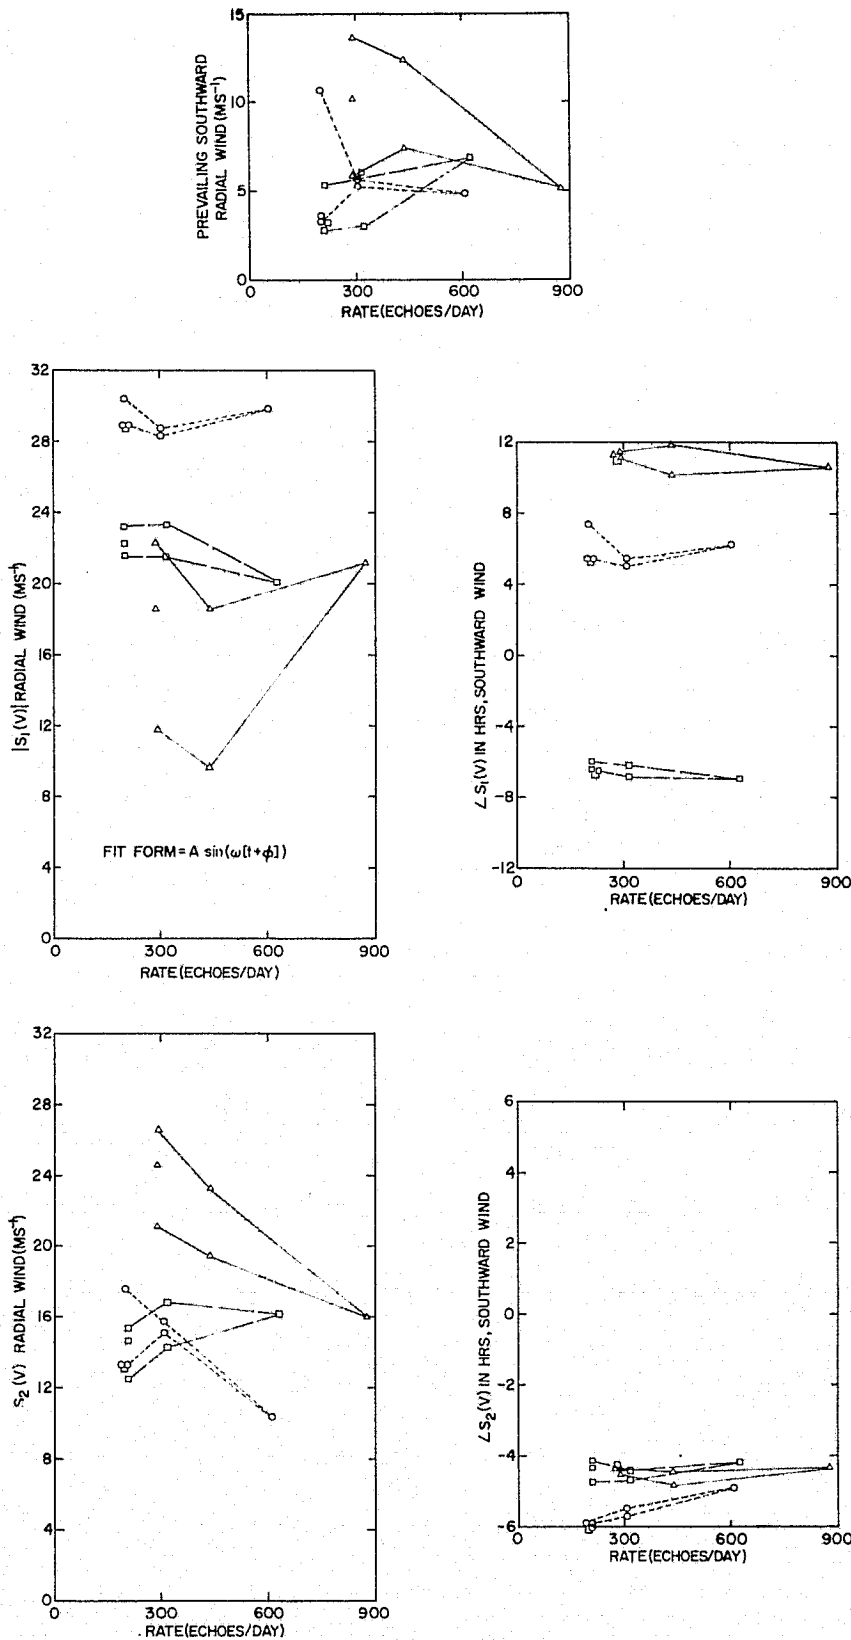 15
10
5
0
PREVAILING SOUTHWARD
RADIAL WIND (MS⁻¹)
0 300 600 900
RATE(ECHOES/DAY)
32
28
24
20
16
12
8
4
0
|S₁(V)| RADIAL WIND (MS⁻¹)
FIT FORM = A sin(ω[t+ϕ])
0 300 600 900
RATE(ECHOES/DAY)
12
8
4
0
-4
-8
-12
∠ S₁(V) IN HRS, SOUTHWARD WIND
0 300 600 900
RATE(ECHOES/DAY)
32
28
24
20
16
12
8
4
0
S₂(V) RADIAL WIND(MS⁻¹)
0 300 600 900
RATE(ECHOES/DAY)
6
4
2
0
-2
-4
-6
∠S₂(V) IN HRS, SOUTHWARD WIND
0 300 600 900
RATE(ECHOES/DAY)